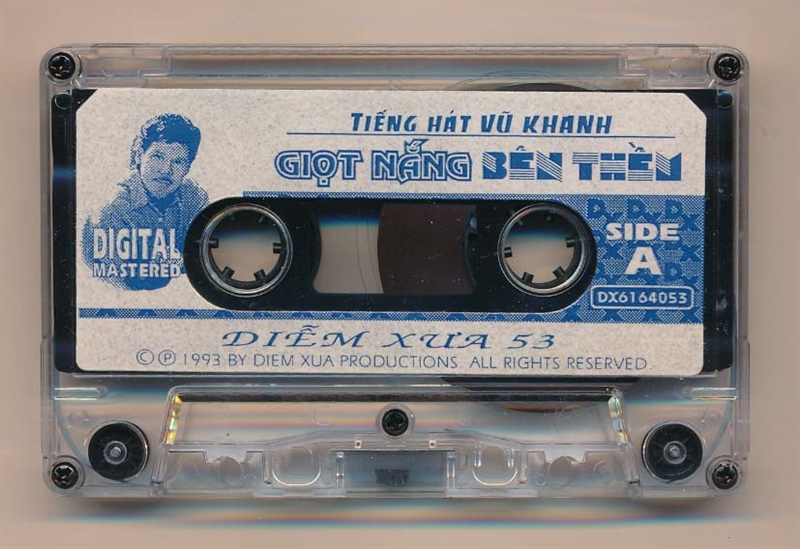 TIẾNG HÁT VŨ KHANH
GIỌT NẮNG BÊN THỀM
DIGITAL
MASTERED
SIDE
A
DX6164053
DIỄM XƯA 53
©℗ 1993 BY DIEM XUA PRODUCTIONS. ALL RIGHTS RESERVED.